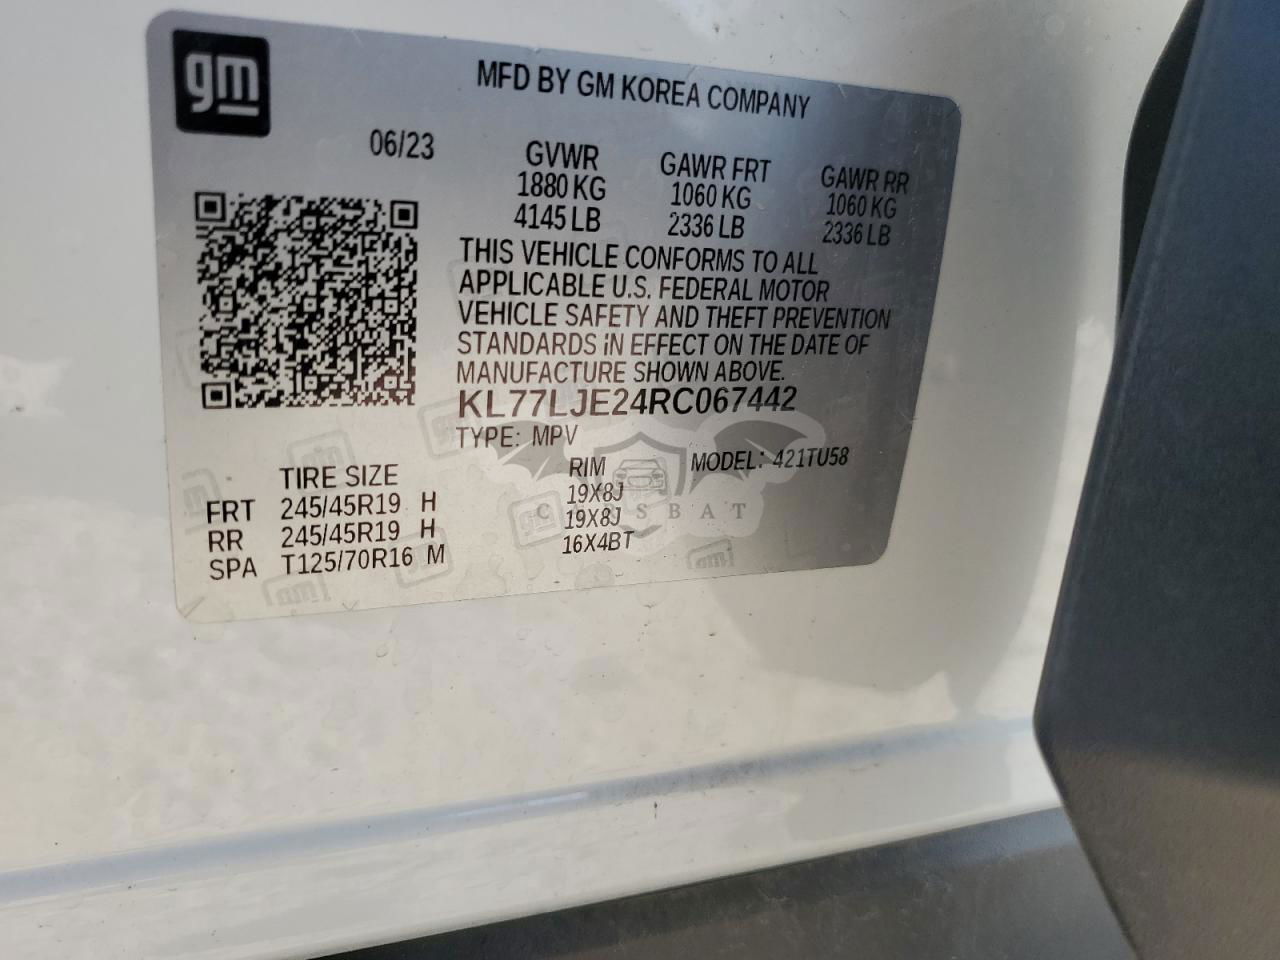 gm
MFD BY GM KOREA COMPANY
06/23
GVWR GAWR FRT GAWR RR
1880 KG 1060 KG 1060 KG
4145 LB 2336 LB 2336 LB
THIS VEHICLE CONFORMS TO ALL
APPLICABLE U.S. FEDERAL MOTOR
VEHICLE SAFETY AND THEFT PREVENTION
STANDARDS IN EFFECT ON THE DATE OF
MANUFACTURE SHOWN ABOVE.
KL77LJE24RC067442
TYPE: MPV
MODEL: 421TU58
TIRE SIZE RIM
FRT 245/45R19 H 19X8J
RR 245/45R19 H 19X8J
SPA T125/70R16 M 16X4BT
CARSBAT